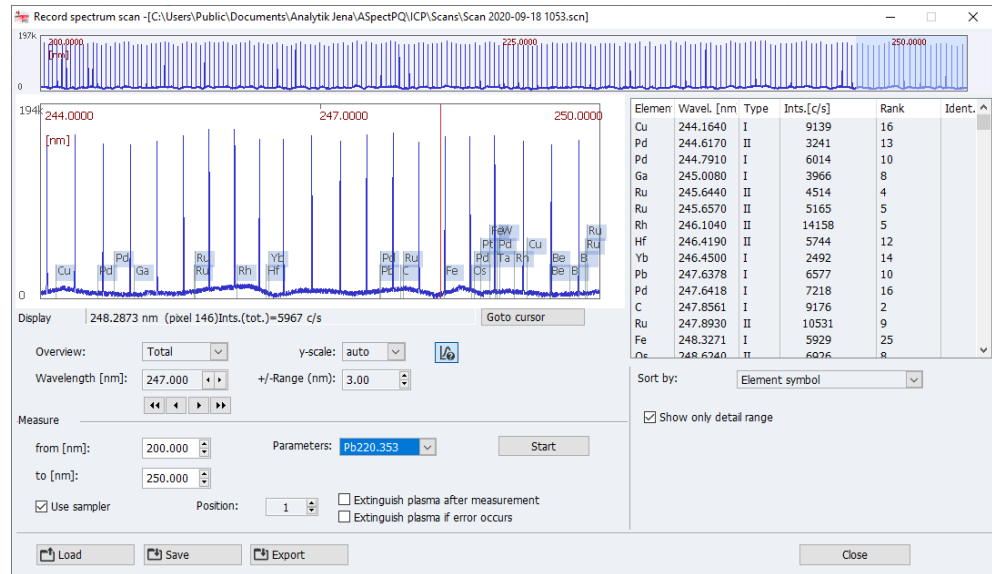 Record spectrum scan -[C:\Users\Public\Documents\Analytik Jena\ASpectPQ\ICP\Scans\Scan 2020-09-18 1053.scn]
197k 200.0000 225.0000 250.0000
[nm]
0
194k 244.0000 247.0000 250.0000
[nm]
Few Ru
Pt Pd Cu Ru
Pd Ru Yb Pd Ru Pd Ta Rh Be B
Cu Pd Ga Ru Rh Hf Pb C Fe Os Be B
0
Display 248.2873 nm (pixel 146)Ints.(tot.)=5967 c/s Goto cursor
Elemen Wavel. [nm Type Ints.[c/s] Rank Ident.
Cu 244.1640 I 9139 16
Pd 244.6170 II 3241 13
Pd 244.7910 I 6014 10
Ga 245.0080 I 3966 8
Ru 245.6440 II 4514 4
Ru 245.6570 II 5165 5
Rh 246.1040 II 14158 5
Hf 246.4190 II 5744 12
Yb 246.4500 I 2492 14
Pb 247.6378 I 6577 10
Pd 247.6418 I 7218 16
C 247.8561 I 9176 2
Ru 247.8930 II 10531 9
Fe 248.3271 I 5929 25
Os 248.6240 II 6926 8
Overview: Total y-scale: auto
Wavelength [nm]: 247.000 +/-Range (nm): 3.00
Measure
from [nm]: 200.000 Parameters: Pb220.353 Start
to [nm]: 250.000
Use sampler Position: 1 Extinguish plasma after measurement
Extinguish plasma if error occurs
Sort by: Element symbol
Show only detail range
Load Save Export Close